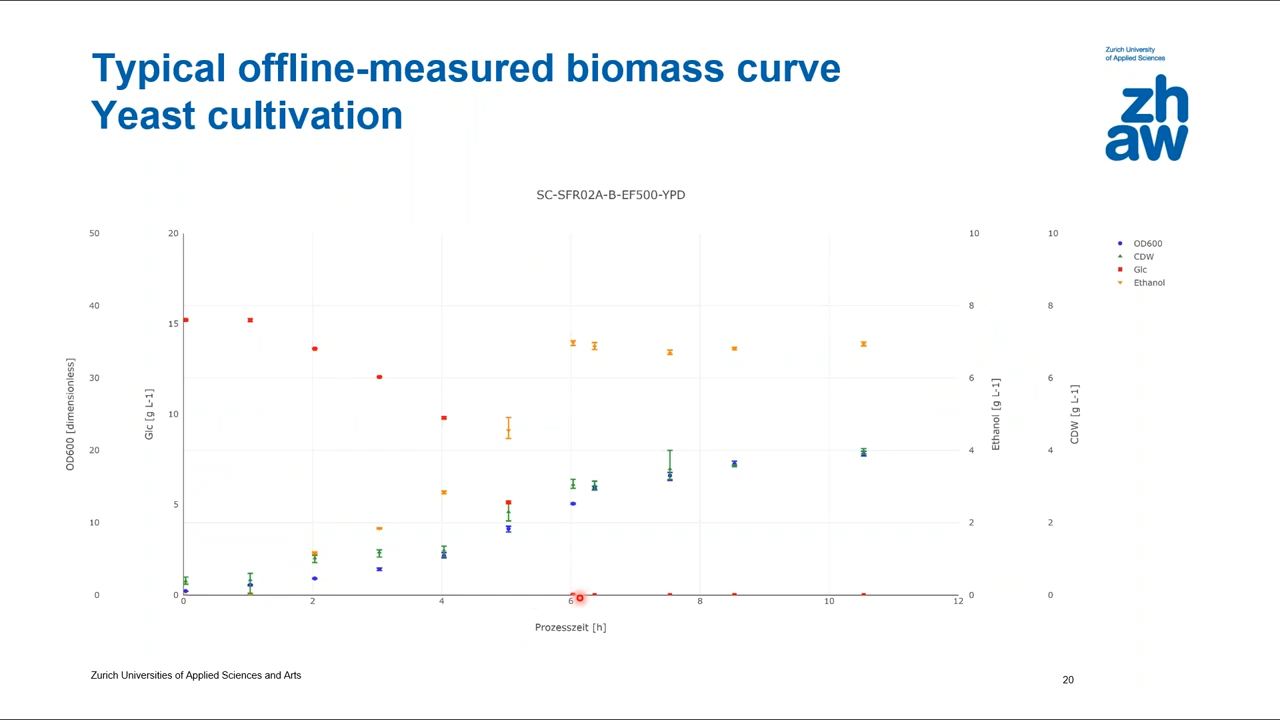 Typical offline-measured biomass curve
Yeast cultivation
Zurich University
of Applied Sciences
zh
aw
SC-SFR02A-B-EF500-YPD
50
40
30
20
10
0
OD600 [dimensionless]
20
15
10
5
0
Glc [g L-1]
0
2
4
6
8
10
12
Prozesszeit [h]
10
8
6
4
2
0
Ethanol [g L-1]
10
8
6
4
2
0
CDW [g L-1]
OD600
CDW
Glc
Ethanol
Zurich Universities of Applied Sciences and Arts
20